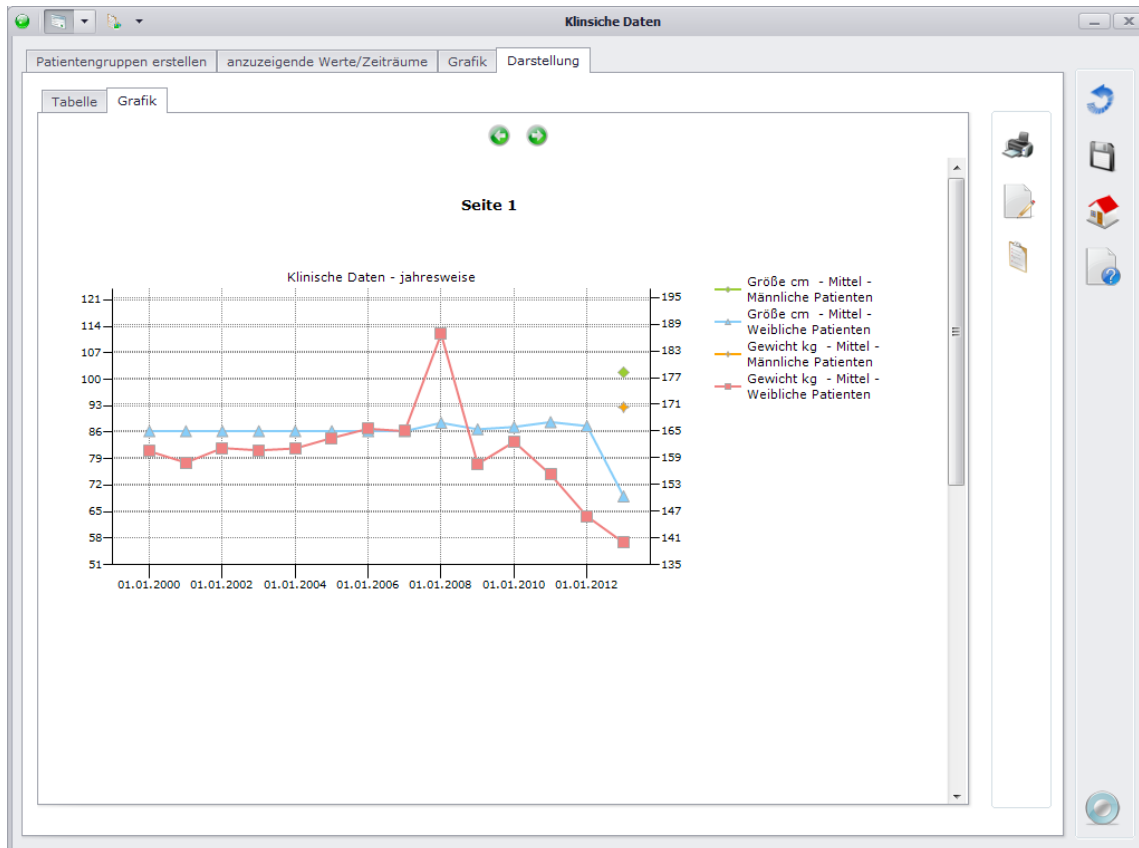 Klinsiche Daten
Patientengruppen erstellen
anzuzeigende Werte/Zeiträume
Grafik
Darstellung
Tabelle
Grafik
Seite 1
Klinische Daten - jahresweise
121
114
107
100
93
86
79
72
65
58
51
195
189
183
177
171
165
159
153
147
141
135
01.01.2000 01.01.2002 01.01.2004 01.01.2006 01.01.2008 01.01.2010 01.01.2012
Größe cm - Mittel -
Männliche Patienten
Größe cm - Mittel -
Weibliche Patienten
Gewicht kg - Mittel -
Männliche Patienten
Gewicht kg - Mittel -
Weibliche Patienten